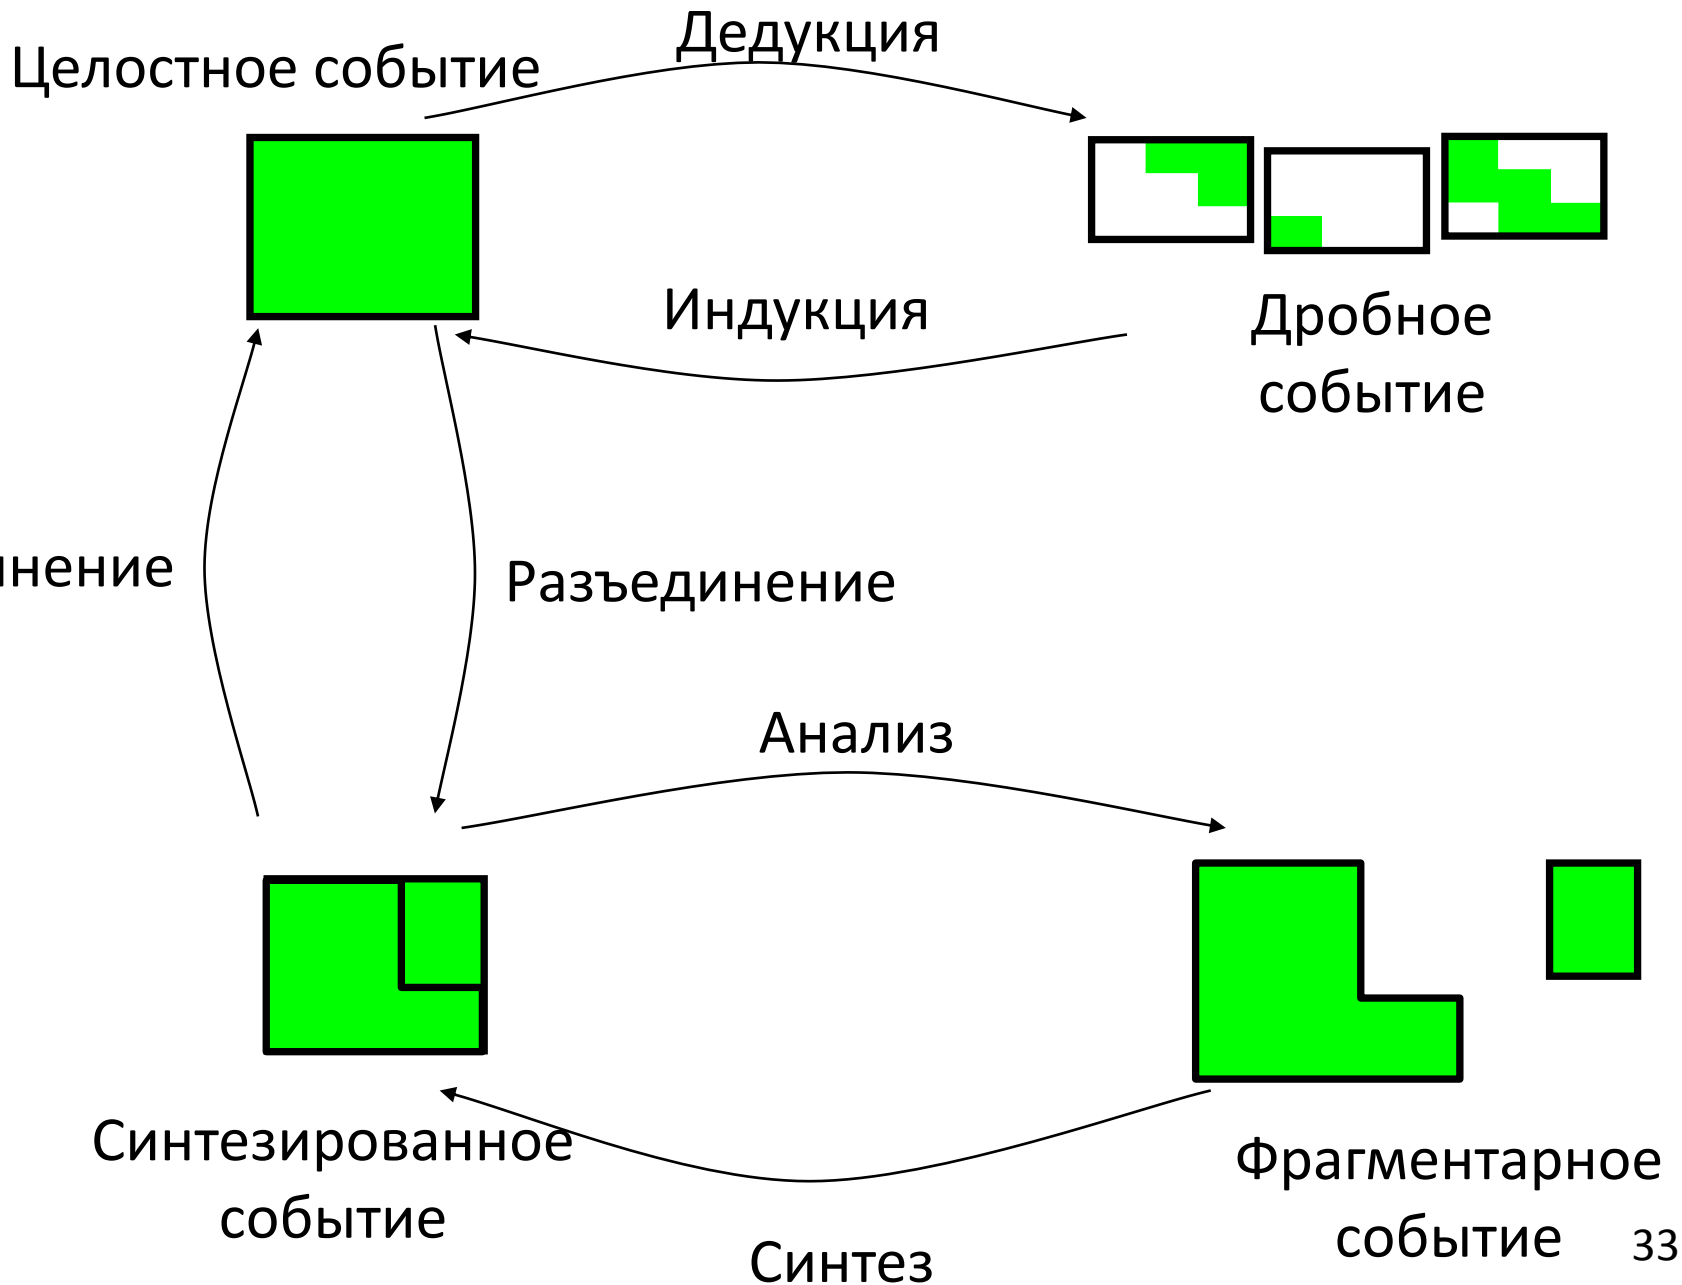 Дедукция
Целостное событие
Индукция
Дробное
событие
Разъединение
Анализ
Синтезированное
событие
Фрагментарное
событие
33
Синтез